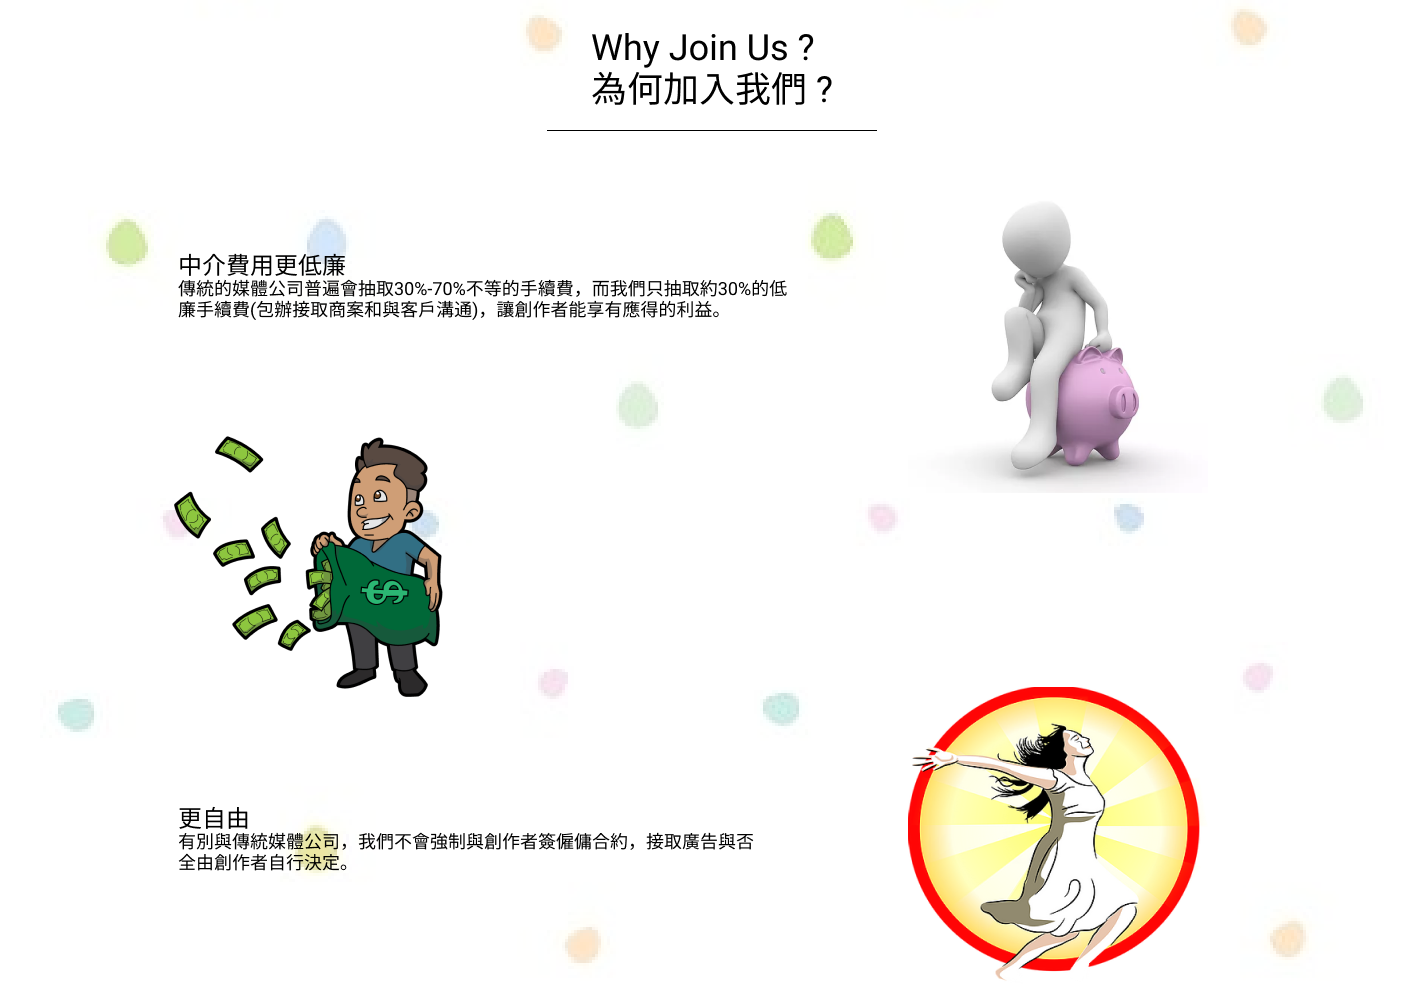 Why Join Us ?
為何加入我們 ?
中介費用更低廉
傳統的媒體公司普遍會抽取30%-70%不等的手續費，而我們只抽取約30%的低
廉手續費(包辦接取商案和與客戶溝通)，讓創作者能享有應得的利益。
更自由
有別與傳統媒體公司，我們不會強制與創作者簽僱傭合約，接取廣告與否
全由創作者自行決定。